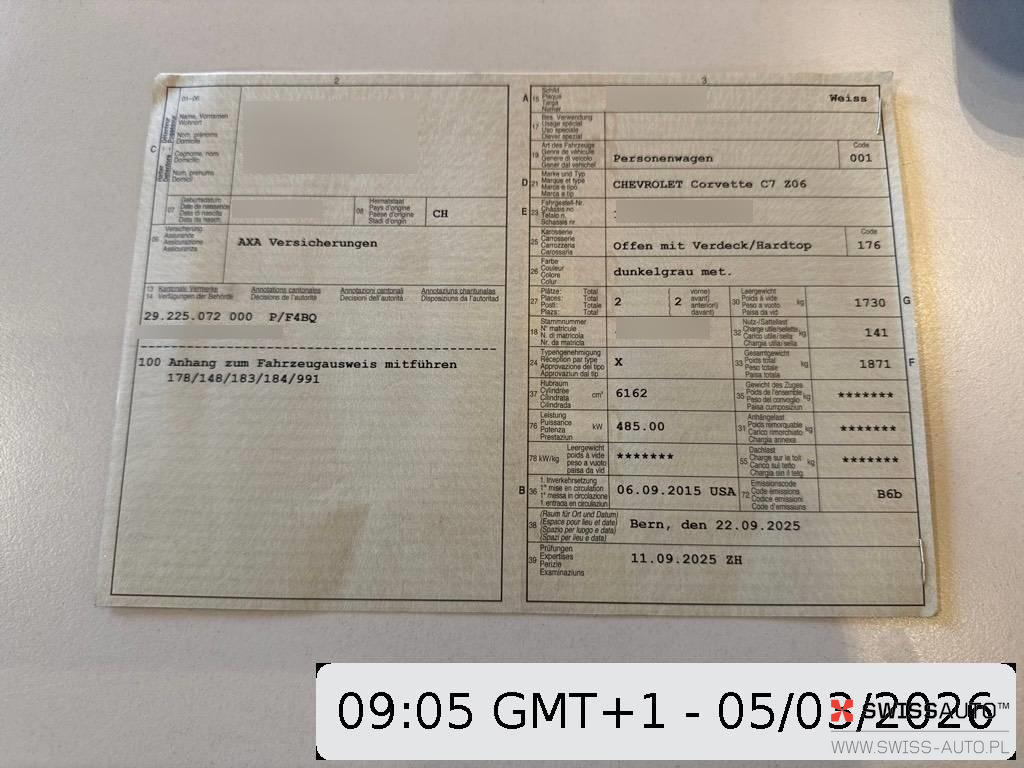 2
01-06
Name, Vornamen
Wohnort
Nom, prénoms
Domicile
Cognome, nomi
Domicilio
Num, prenums
Domicil
C
07
Geburtsdatum
Date de naissance
Data di nascita
Data da nasch.
08
Heimatstaat
Pays d'origine
Paese d'origine
Stadi d'origin
CH
09
Versicherung
Assurance
Assicurazione
Assicuranza
AXA Versicherungen
13 Kantonale Vermerke Annotations cantonales Annotazioni cantonali Annotaziuns chantunalas
14 Verfügungen der Behörde Décisions de l'autorité Decisioni dell'autorità Disposiziuns da l'autoritad
29.225.072 000 P/F4BQ
100 Anhang zum Fahrzeugausweis mitführen
178/148/183/184/991
3
A 15
Schild
Plaque
Targa
Numer
Weiss
17
Bes. Verwendung
Usage spécial
Uso speciale
Diever spezial
19
Art des Fahrzeugs
Genre de véhicule
Genere di veicolo
Gener dal vehichel
Personenwagen
Code
001
D 21
Marke und Typ
Marque et type
Marca e tipo
Marca e tip
CHEVROLET Corvette C7 Z06
E 23
Fahrgestell-Nr.
Châssis no
Telaio n.
Schassis nr
25
Karosserie
Carrosserie
Carrozzeria
Carossaria
Offen mit Verdeck/Hardtop
Code
176
26
Farbe
Couleur
Colore
Colur
dunkelgrau met.
27
Plätze: Total
Places: Total
Posti: Totale
Plazs: Total
2
2
vorne)
avant)
anteriori)
davant)
30
Leergewicht
Poids à vide
Peso a vuoto
Paisa da vid
kg
1730
G
18
Stammnummer
N° matricule
N. di matricola
Nr. da matricla
32
Nutz-/Sattellast
Charge utile/sellette
Carico utile/sella
Chargia utila/sella
kg
141
24
Typengenehmigung
Réception par type
Approvazione del tipo
Approvaziun dal tip
X
33
Gesamtgewicht
Poids total
Peso totale
Paisa totala
kg
1871
F
37
Hubraum
Cylindrée
Cilindrata
Cilindrada
cm³
6162
35
Gewicht des Zuges
Poids de l'ensemble
Peso del convoglio
Paisa cumposiziun
kg
*******
76
Leistung
Puissance
Potenza
Prestaziun
kW
485.00
31
Anhängelast
Poids remorquable
Carico rimorchiato
Chargia annexa
kg
*******
78 kW/kg
Leergewicht
poids à vide
peso a vuoto
paisa da vid
*******
55
Dachlast
Charge sur le toit
Carico sul tetto
Chargia sin il tetg
kg
*******
B 36
1. Inverkehrsetzung
1re mise en circulation
1a messa in circolazione
1. entrada en circulaziun
06.09.2015 USA
72
Emissionscode
Code émissions
Codice emissioni
Code d'emissiuns
B6b
38
(Raum für Ort und Datum)
(Espace pour lieu et date)
(Spazio per luogo e data)
(Spazi per lieu e data)
Bern, den 22.09.2025
39
Prüfungen
Expertises
Perizie
Examinaziuns
11.09.2025 ZH
09:05 GMT+1 - 05/03/2026
SWISSAUTO™
WWW.SWISS-AUTO.PL